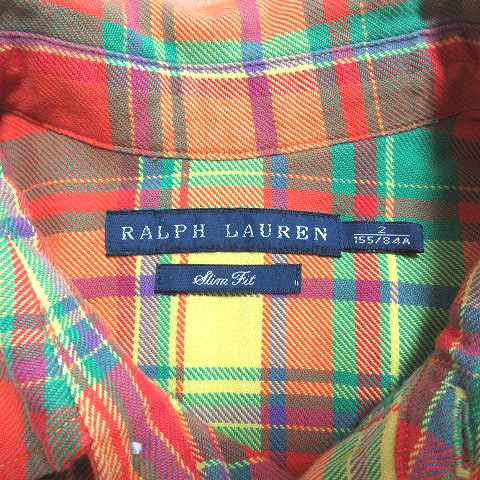 RALPH LAUREN
2
155/84A
Slim Fit